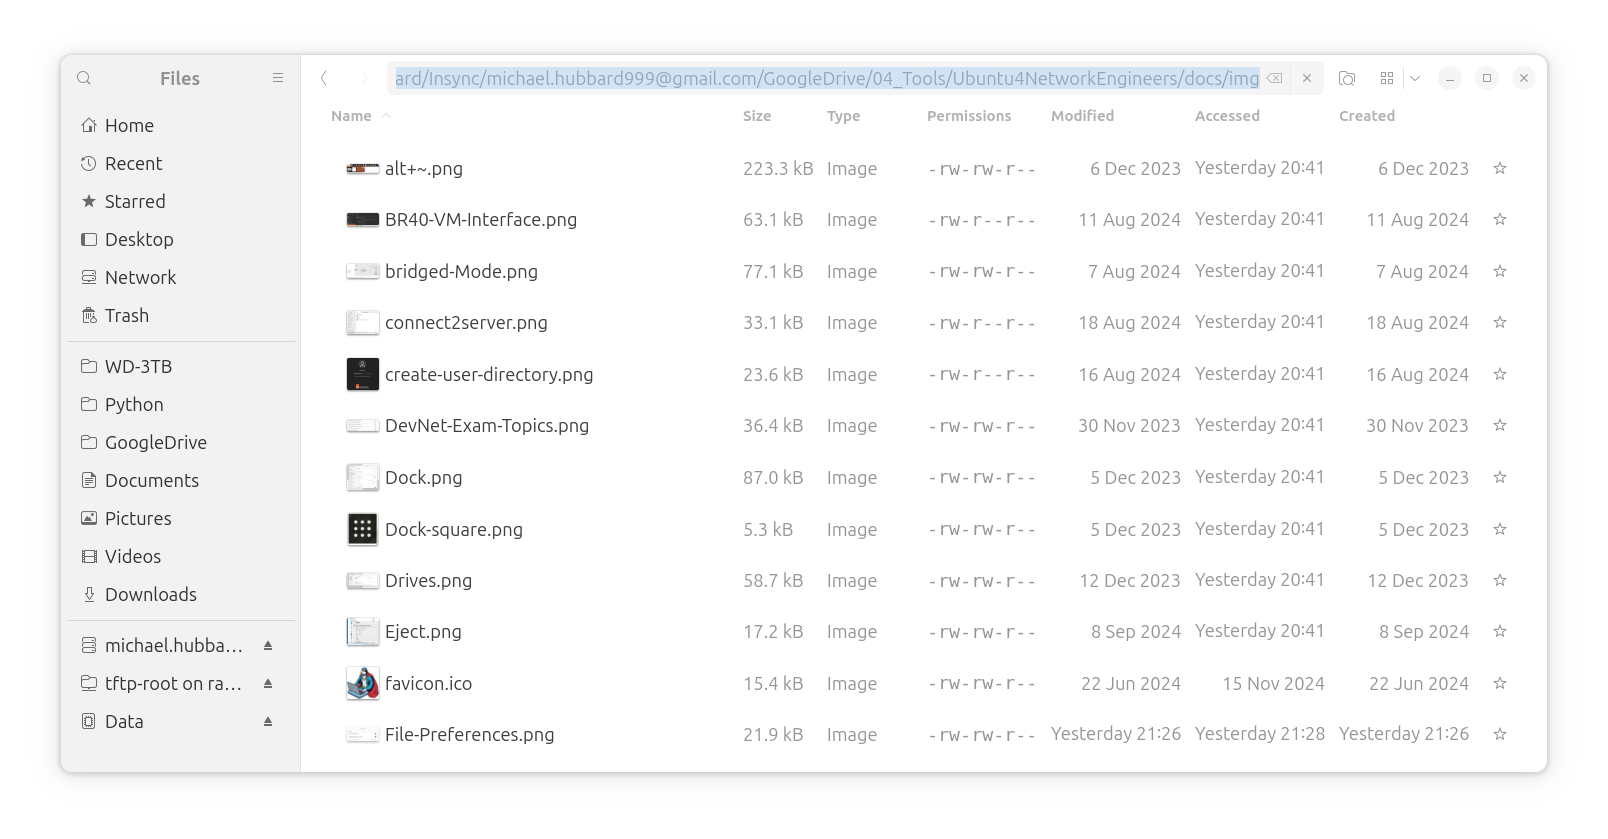 Files
ard/Insync/michael.hubbard999@gmail.com/GoogleDrive/04_Tools/Ubuntu4NetworkEngineers/docs/img
Home
Recent
Starred
Desktop
Network
Trash
WD-3TB
Python
GoogleDrive
Documents
Pictures
Videos
Downloads
michael.hubba...
tftp-root on ra...
Data
Name Size Type Permissions Modified Accessed Created
alt+~.png 223.3 kB Image -rw-rw-r-- 6 Dec 2023 Yesterday 20:41 6 Dec 2023
BR40-VM-Interface.png 63.1 kB Image -rw-r--r-- 11 Aug 2024 Yesterday 20:41 11 Aug 2024
bridged-Mode.png 77.1 kB Image -rw-rw-r-- 7 Aug 2024 Yesterday 20:41 7 Aug 2024
connect2server.png 33.1 kB Image -rw-r--r-- 18 Aug 2024 Yesterday 20:41 18 Aug 2024
create-user-directory.png 23.6 kB Image -rw-r--r-- 16 Aug 2024 Yesterday 20:41 16 Aug 2024
DevNet-Exam-Topics.png 36.4 kB Image -rw-rw-r-- 30 Nov 2023 Yesterday 20:41 30 Nov 2023
Dock.png 87.0 kB Image -rw-rw-r-- 5 Dec 2023 Yesterday 20:41 5 Dec 2023
Dock-square.png 5.3 kB Image -rw-rw-r-- 5 Dec 2023 Yesterday 20:41 5 Dec 2023
Drives.png 58.7 kB Image -rw-rw-r-- 12 Dec 2023 Yesterday 20:41 12 Dec 2023
Eject.png 17.2 kB Image -rw-rw-r-- 8 Sep 2024 Yesterday 20:41 8 Sep 2024
favicon.ico 15.4 kB Image -rw-rw-r-- 22 Jun 2024 15 Nov 2024 22 Jun 2024
File-Preferences.png 21.9 kB Image -rw-rw-r-- Yesterday 21:26 Yesterday 21:28 Yesterday 21:26